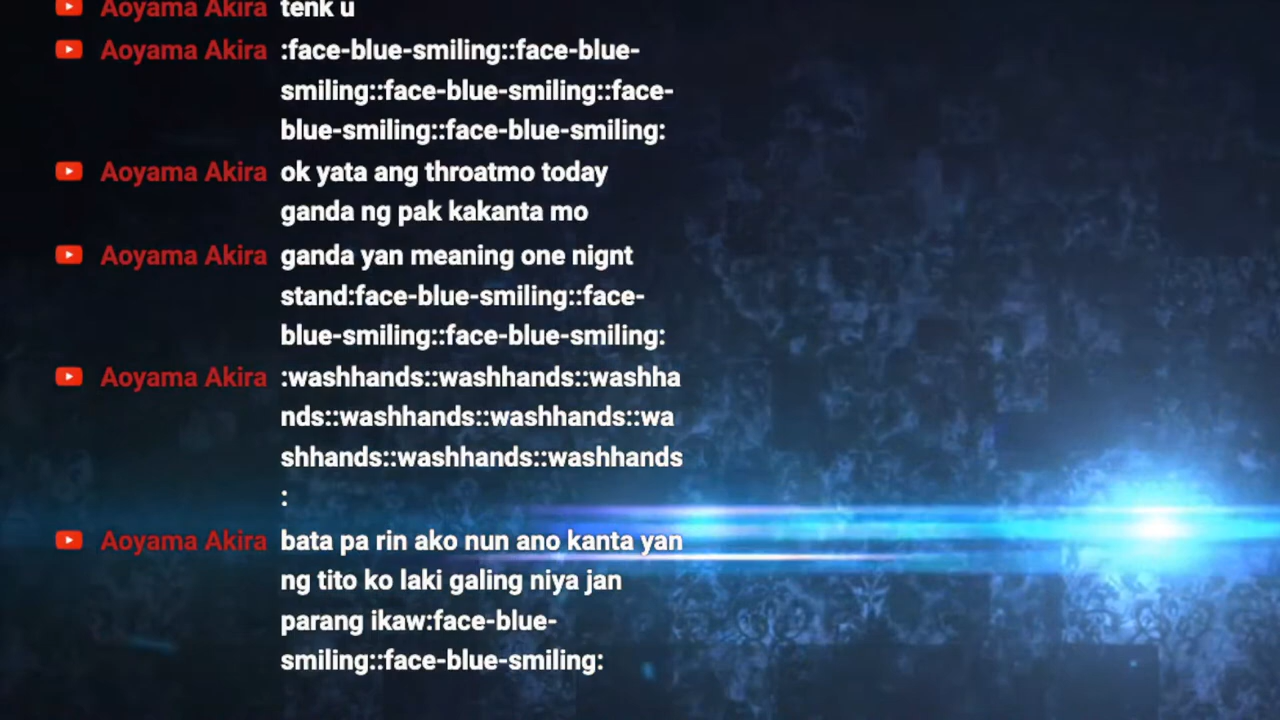 Aoyama Akira tenk u
Aoyama Akira :face-blue-smiling::face-blue-
smiling::face-blue-smiling::face-
blue-smiling::face-blue-smiling:
Aoyama Akira ok yata ang throatmo today
ganda ng pak kakanta mo
Aoyama Akira ganda yan meaning one nignt
stand:face-blue-smiling::face-
blue-smiling::face-blue-smiling:
Aoyama Akira :washhands::washhands::washha
nds::washhands::washhands::wa
shhands::washhands::washhands
:
Aoyama Akira bata pa rin ako nun ano kanta yan
ng tito ko laki galing niya jan
parang ikaw:face-blue-
smiling::face-blue-smiling: